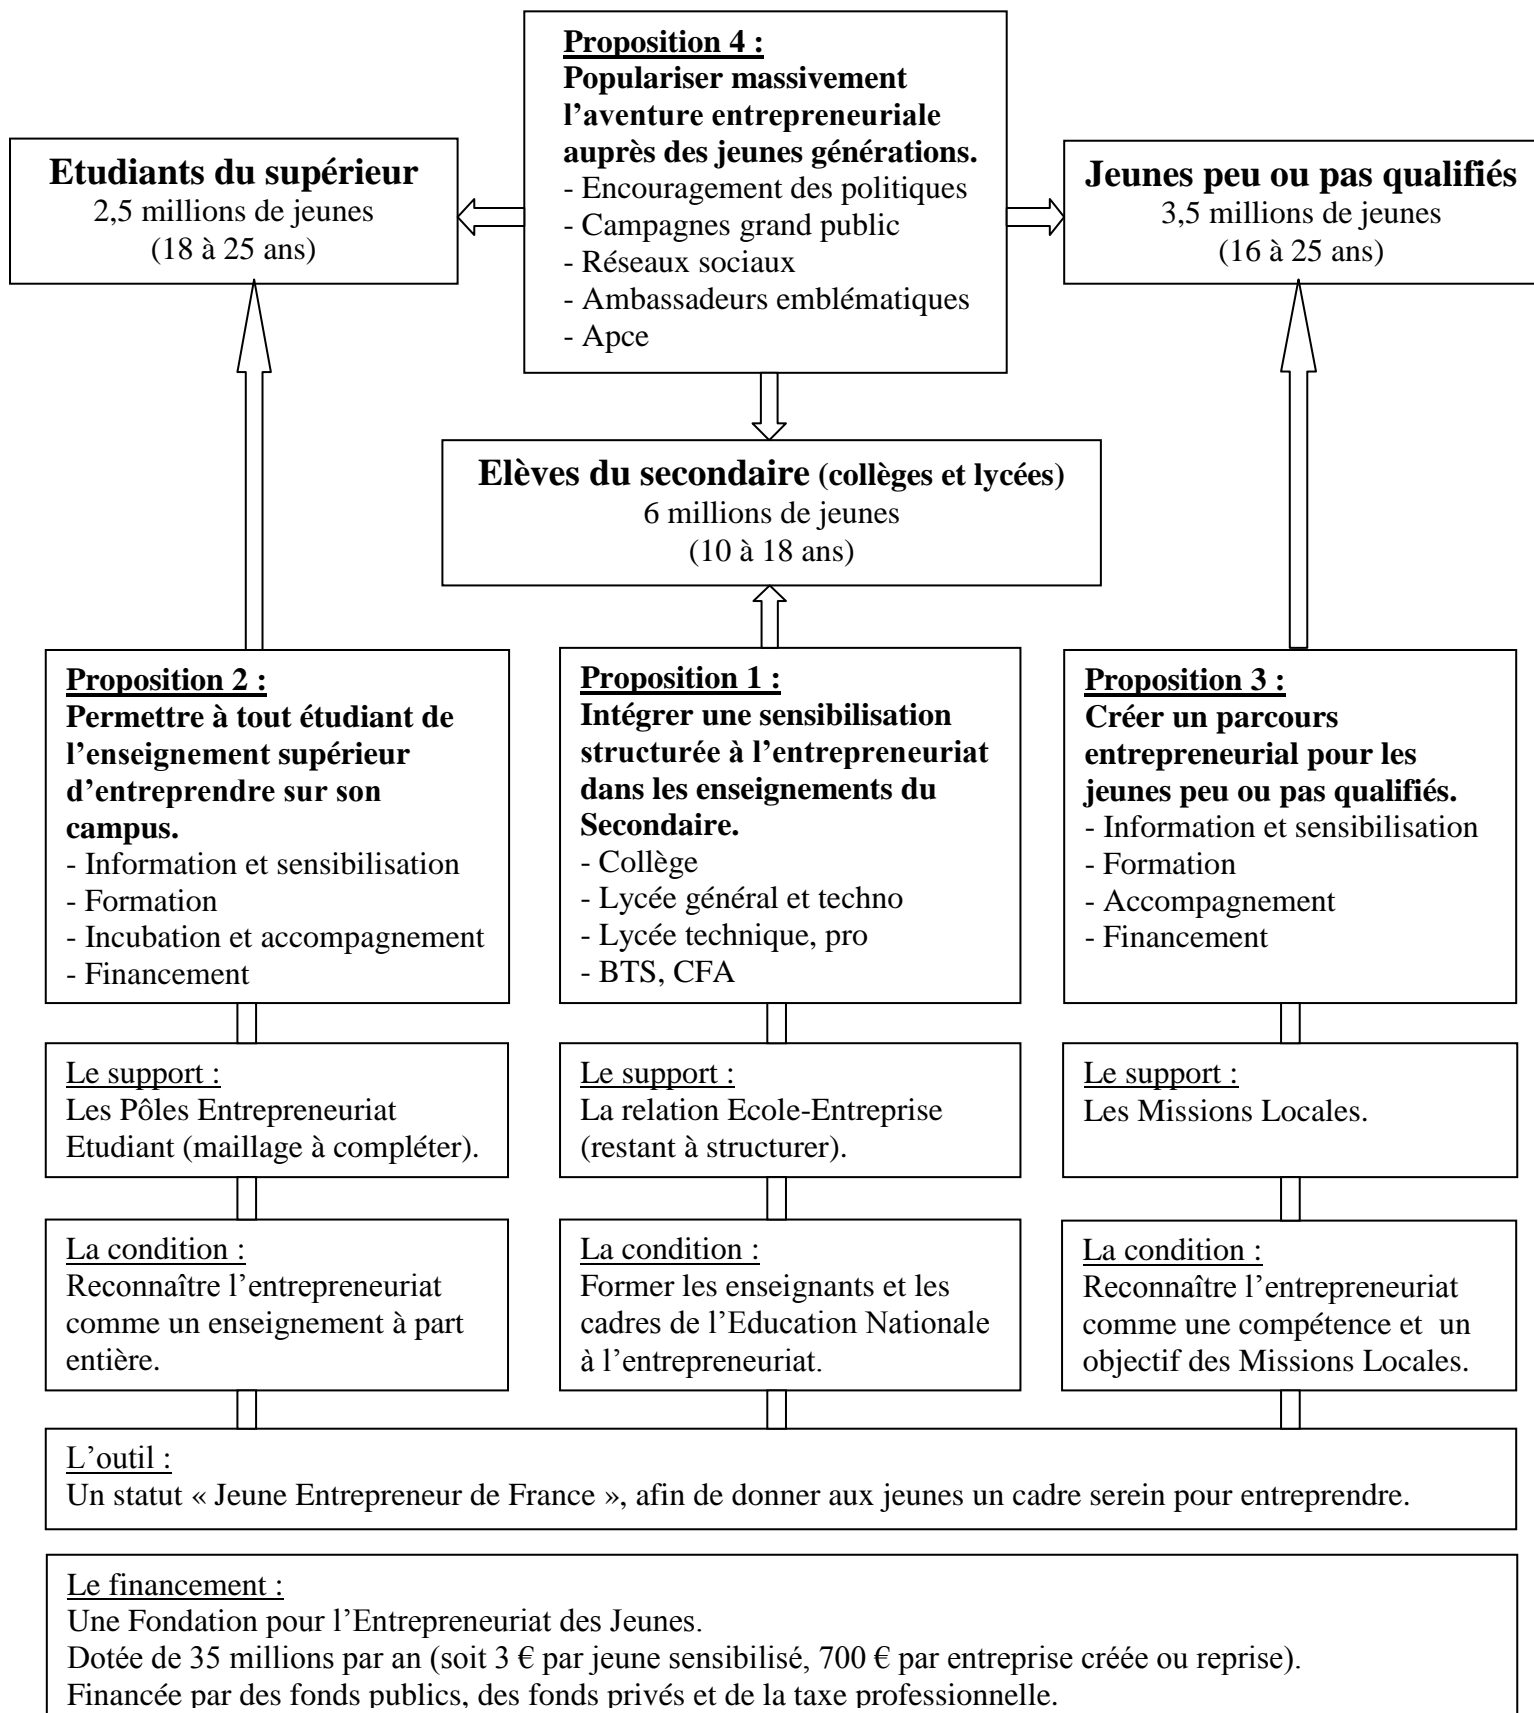 Proposition 4 :
Populariser massivement
l’aventure entrepreneuriale
auprès des jeunes générations.
- Encouragement des politiques
- Campagnes grand public
- Réseaux sociaux
- Ambassadeurs emblématiques
- Apce
Etudiants du supérieur
2,5 millions de jeunes
(18 à 25 ans)
Jeunes peu ou pas qualifiés
3,5 millions de jeunes
(16 à 25 ans)
Elèves du secondaire (collèges et lycées)
6 millions de jeunes
(10 à 18 ans)
Proposition 2 :
Permettre à tout étudiant de
l’enseignement supérieur
d’entreprendre sur son
campus.
- Information et sensibilisation
- Formation
- Incubation et accompagnement
- Financement
Proposition 1 :
Intégrer une sensibilisation
structurée à l’entrepreneuriat
dans les enseignements du
Secondaire.
- Collège
- Lycée général et techno
- Lycée technique, pro
- BTS, CFA
Proposition 3 :
Créer un parcours
entrepreneurial pour les
jeunes peu ou pas qualifiés.
- Information et sensibilisation
- Formation
- Accompagnement
- Financement
Le support :
Les Pôles Entrepreneuriat
Etudiant (maillage à compléter).
Le support :
La relation Ecole-Entreprise
(restant à structurer).
Le support :
Les Missions Locales.
La condition :
Reconnaître l’entrepreneuriat
comme un enseignement à part
entière.
La condition :
Former les enseignants et les
cadres de l’Education Nationale
à l’entrepreneuriat.
La condition :
Reconnaître l’entrepreneuriat
comme une compétence et un
objectif des Missions Locales.
L’outil :
Un statut « Jeune Entrepreneur de France », afin de donner aux jeunes un cadre serein pour entreprendre.
Le financement :
Une Fondation pour l’Entrepreneuriat des Jeunes.
Dotée de 35 millions par an (soit 3 € par jeune sensibilisé, 700 € par entreprise créée ou reprise).
Financée par des fonds publics, des fonds privés et de la taxe professionnelle.